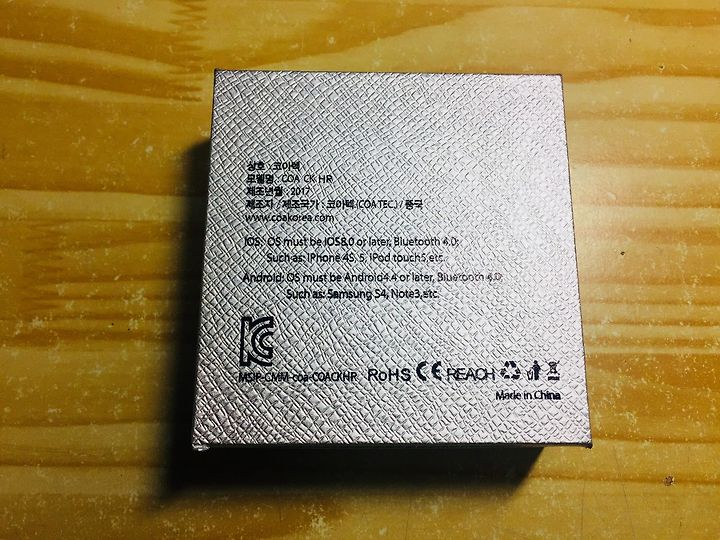 상호 : 코아텍
모델명 : COA CK HR
제조년월 : 2017
제조자 / 제조국가 : 코아텍(COATEC.) / 중국
www.coakorea.com
IOS: OS must be IOS8.0 or later, Bluetooth 4.0;
Such as: IPhone 4S, 5, IPod touch5,etc.
Android: OS must be Android4.4 or later, Bluetooth 4.0
Such as: Samsung S4, Note3,etc.
KC
MSIP-CMM-coa-COACKHR RoHS CE REACH
Made in China